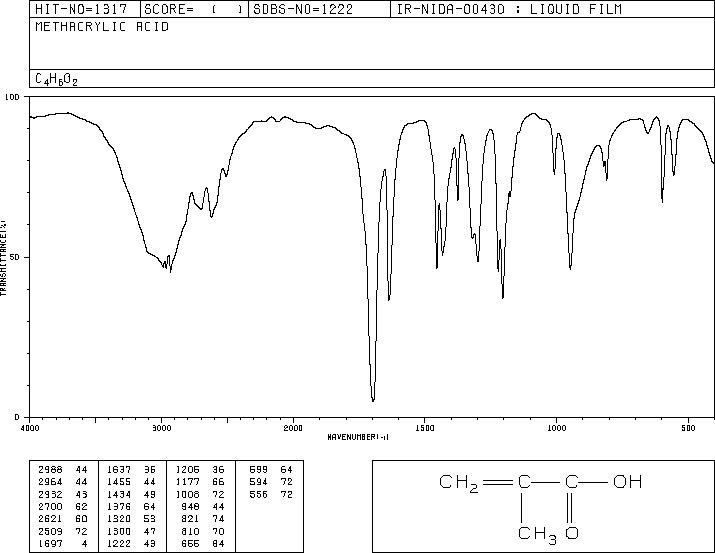 HIT-NO=1317 SCORE= ( ) SDBS-NO=1222 IR-NIDA-00430 : LIQUID FILM
METHACRYLIC ACID
C4H6O2
100
50
0
TRANSMITTANCE(%)
4000 3000 2000 1500 1000 500
WAVENUMBER(-1)
2988 44 1637 36 1205 36 599 64
2964 44 1455 44 1177 66 594 72
2932 43 1434 49 1008 72 556 72
2700 62 1376 64 948 44
2621 60 1320 53 821 74
2509 72 1300 47 810 70
1697 4 1222 43 655 84
CH2 C C OH
CH3 O